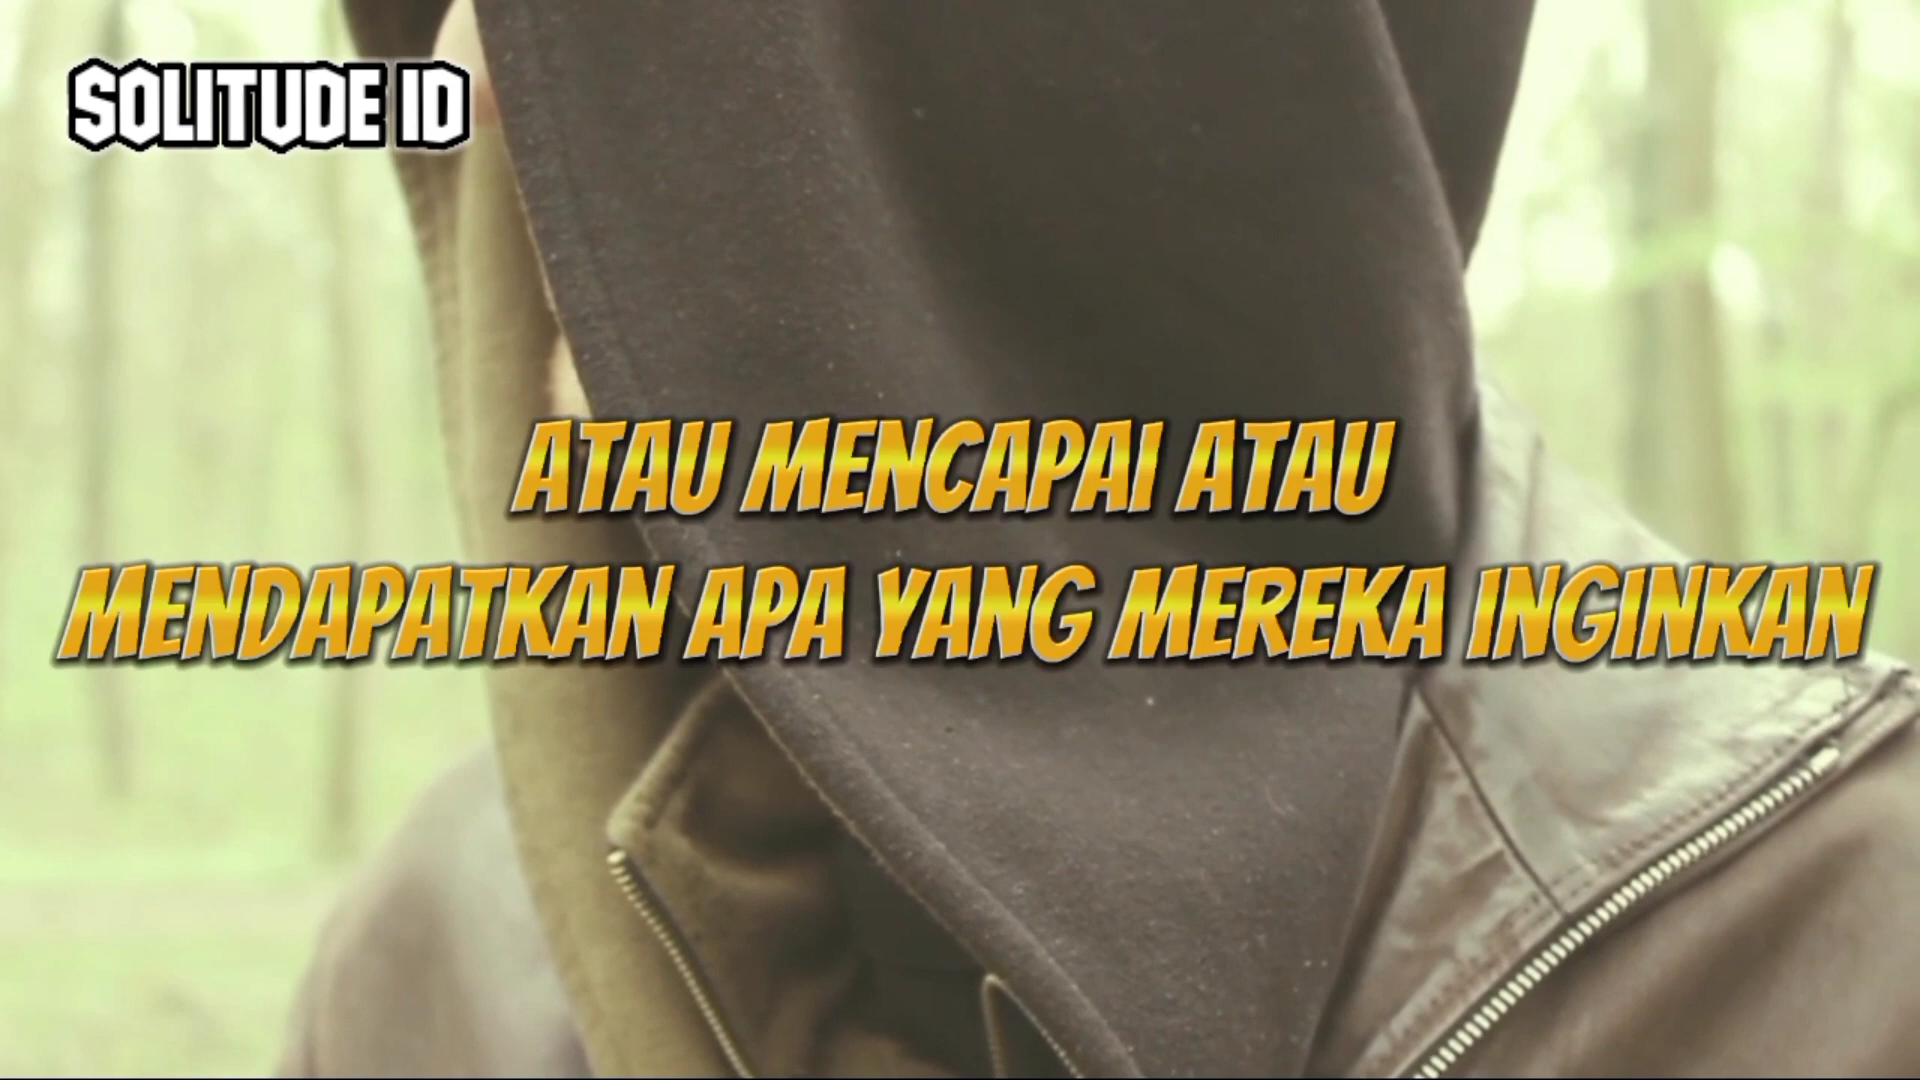 SOLITUDE ID
ATAU MENCAPAI ATAU
MENDAPATKAN APA YANG MEREKA INGINKAN